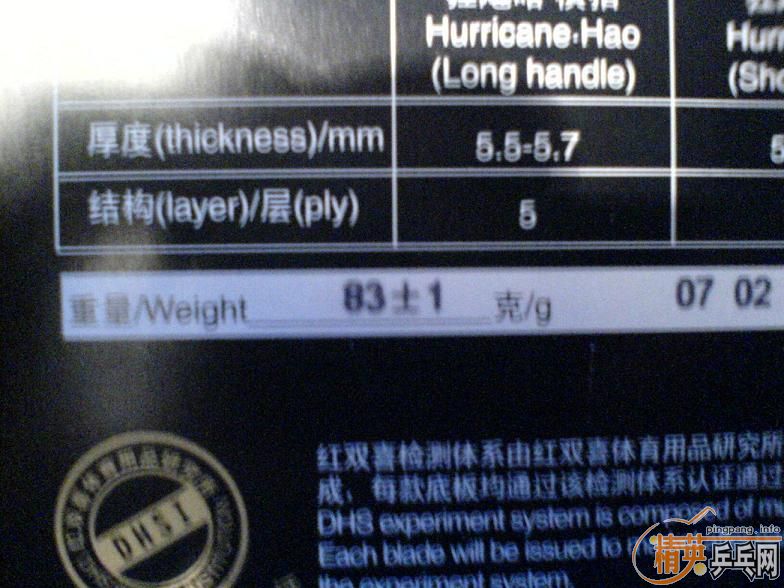 Hurricane·Hao
(Long handle)
厚度(thickness)/mm
5.5-5.7
结构(layer)/层(ply)
5
重量/Weight 83±1 克/g 07 02
DHSI
红双喜检测体系由红双喜体育用品研究所
成，每款底板均通过该检测体系认证通过
DHS experiment system is composed of
Each blade will be issued to
the experiment system
pingpang.info
精英乒乓网